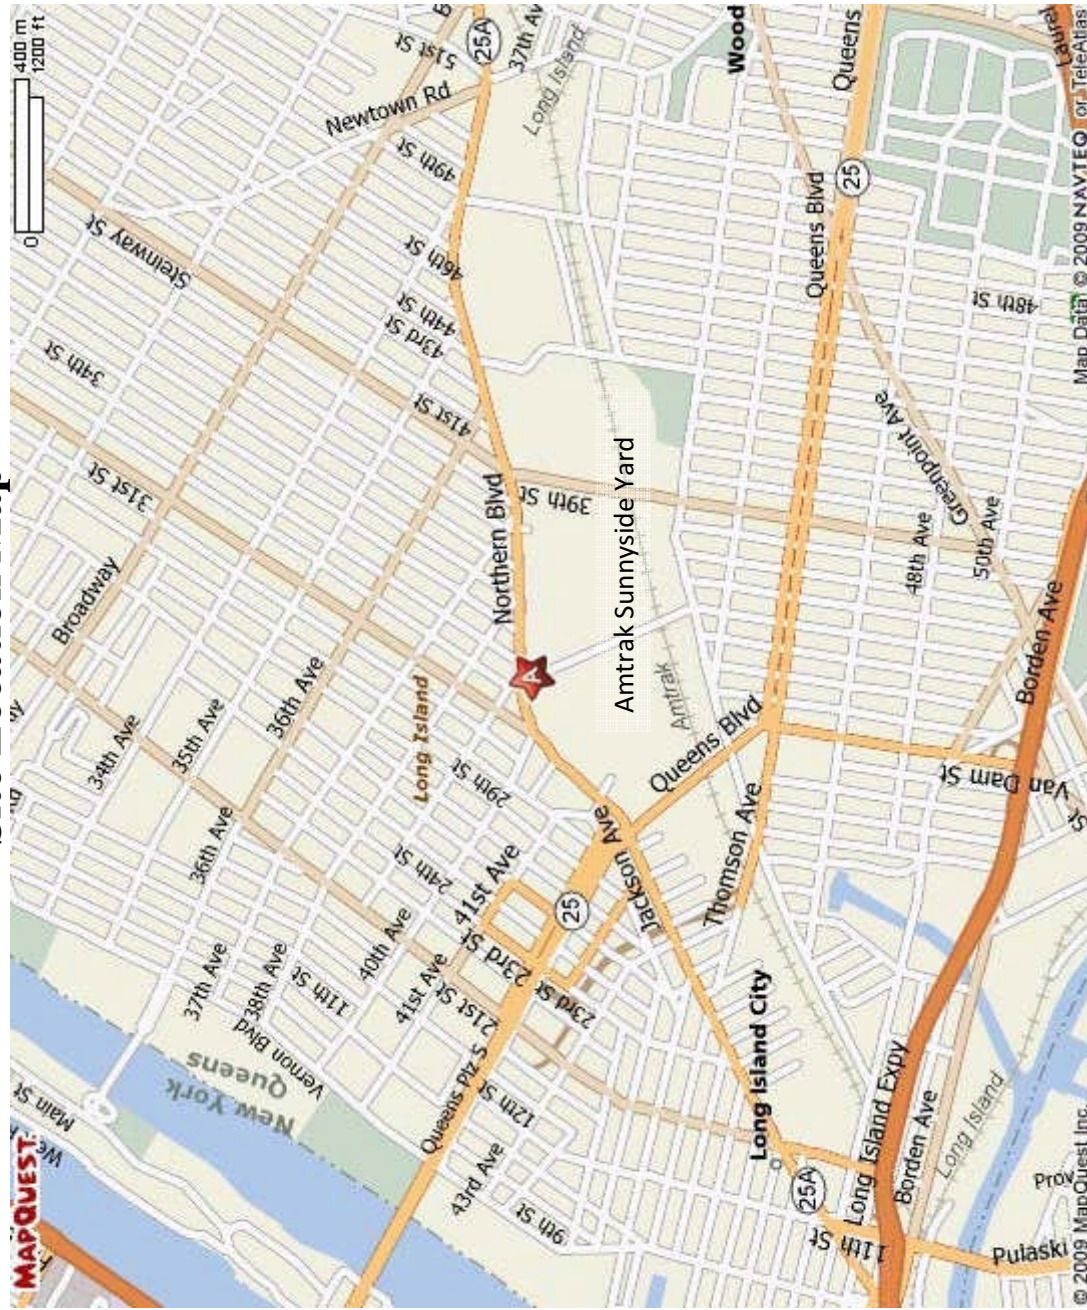 400 m
1200 ft
0
MAPQUEST.
25A
37th Av
51st St
Newtown Rd
Long Island
Wood
Queens
Laurel
49th St
25
Queens Blvd
46th St
44th St
43rd St
41st St
48th St
Steinway St
34th St
31st St
Broadway
Northern Blvd
39th St
Amtrak Sunnyside Yard
Greenpoint Ave
48th Ave
50th Ave
Borden Ave
A
36th Ave
35th Ave
34th Ave
Long Island
29th St
Amtrak
Queens Blvd
Van Dam St
St
36th Ave
24th St
41st Ave
Jackson Ave
Thomson Ave
25
23rd St
23rd St
40th Ave
41st Ave
21st St
37th Ave
38th Ave
11th St
Vernon Blvd
New York
Queens
Main St
Queens Plz S
12th St
43rd Ave
9th St
Long Island City
25A
11th St
Long Island Expy
Borden Ave
Long Island
Pulaski
Prov
© 2009 MapQuest Inc.
Map Data © 2009 NAVTEQ or TeleAtlas